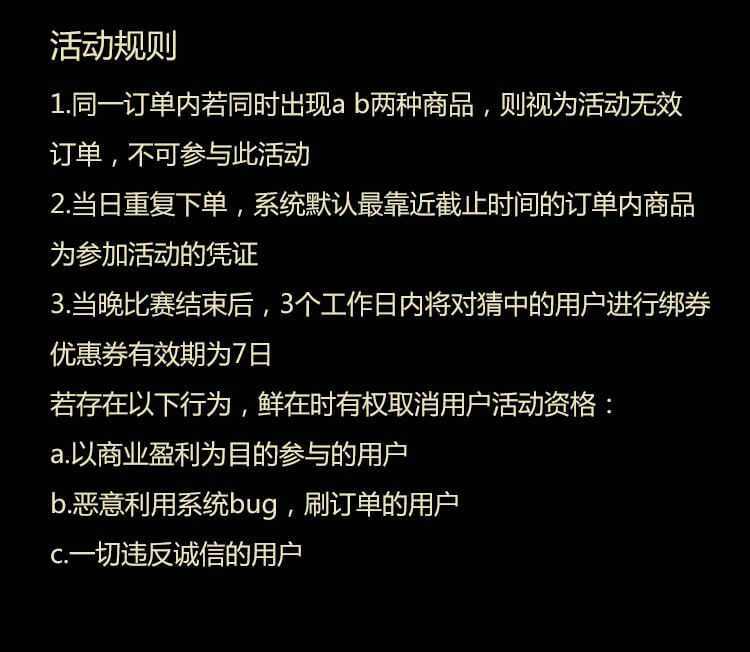 活动规则
1.同一订单内若同时出现a b两种商品，则视为活动无效
订单，不可参与此活动
2.当日重复下单，系统默认最靠近截止时间的订单内商品
为参加活动的凭证
3.当晚比赛结束后，3个工作日内将对猜中的用户进行绑券
优惠券有效期为7日
若存在以下行为，鲜在时有权取消用户活动资格：
a.以商业盈利为目的参与的用户
b.恶意利用系统bug，刷订单的用户
c.一切违反诚信的用户